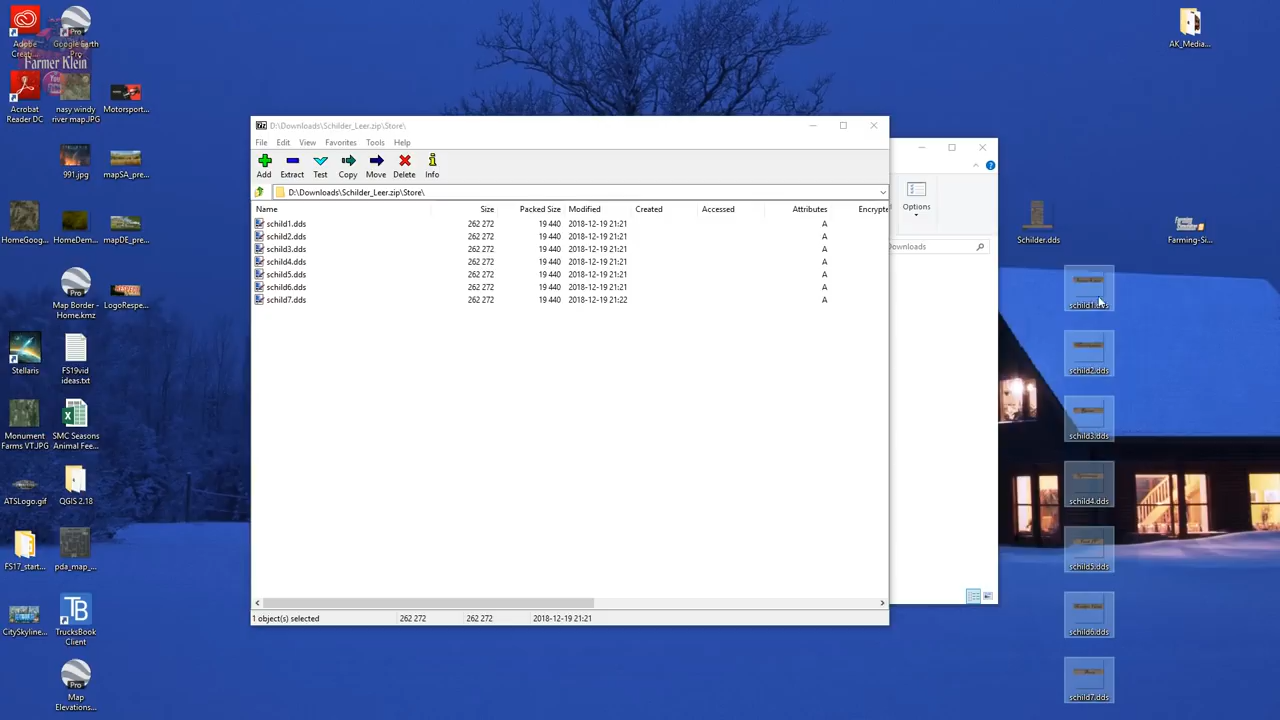 Adobe
Creati...
Google Earth
Pro
Farmer Klein
Acrobat
Reader DC
nasy windy
river map.JPG
Motorsport...
991.jpg
mapSA_pre...
HomeGoog...
HomeDem...
mapDE_pre...
Map Border -
Home.kmz
LogoRespe...
Stellaris
FS19vid
ideas.txt
Monument
Farms VT.JPG
SMC Seasons
Animal Fee...
ATSLogo.gif
QGIS 2.18
FS17_start...
pda_map_...
CitySkyline...
TrucksBook
Client
Map
Elevations...
D:\Downloads\Schilder_Leer.zip\Store\
File Edit View Favorites Tools Help
Add Extract Test Copy Move Delete Info
D:\Downloads\Schilder_Leer.zip\Store\
Name Size Packed Size Modified Created Accessed Attributes Encrypte
schild1.dds 262 272 19 440 2018-12-19 21:21 A
schild2.dds 262 272 19 440 2018-12-19 21:21 A
schild3.dds 262 272 19 440 2018-12-19 21:21 A
schild4.dds 262 272 19 440 2018-12-19 21:21 A
schild5.dds 262 272 19 440 2018-12-19 21:21 A
schild6.dds 262 272 19 440 2018-12-19 21:21 A
schild7.dds 262 272 19 440 2018-12-19 21:22 A
1 object(s) selected 262 272 262 272 2018-12-19 21:21
Options
ownloads
AK_Media...
Schilder.dds
Farming-Si...
schild1.dds
schild2.dds
schild3.dds
schild4.dds
schild5.dds
schild6.dds
schild7.dds